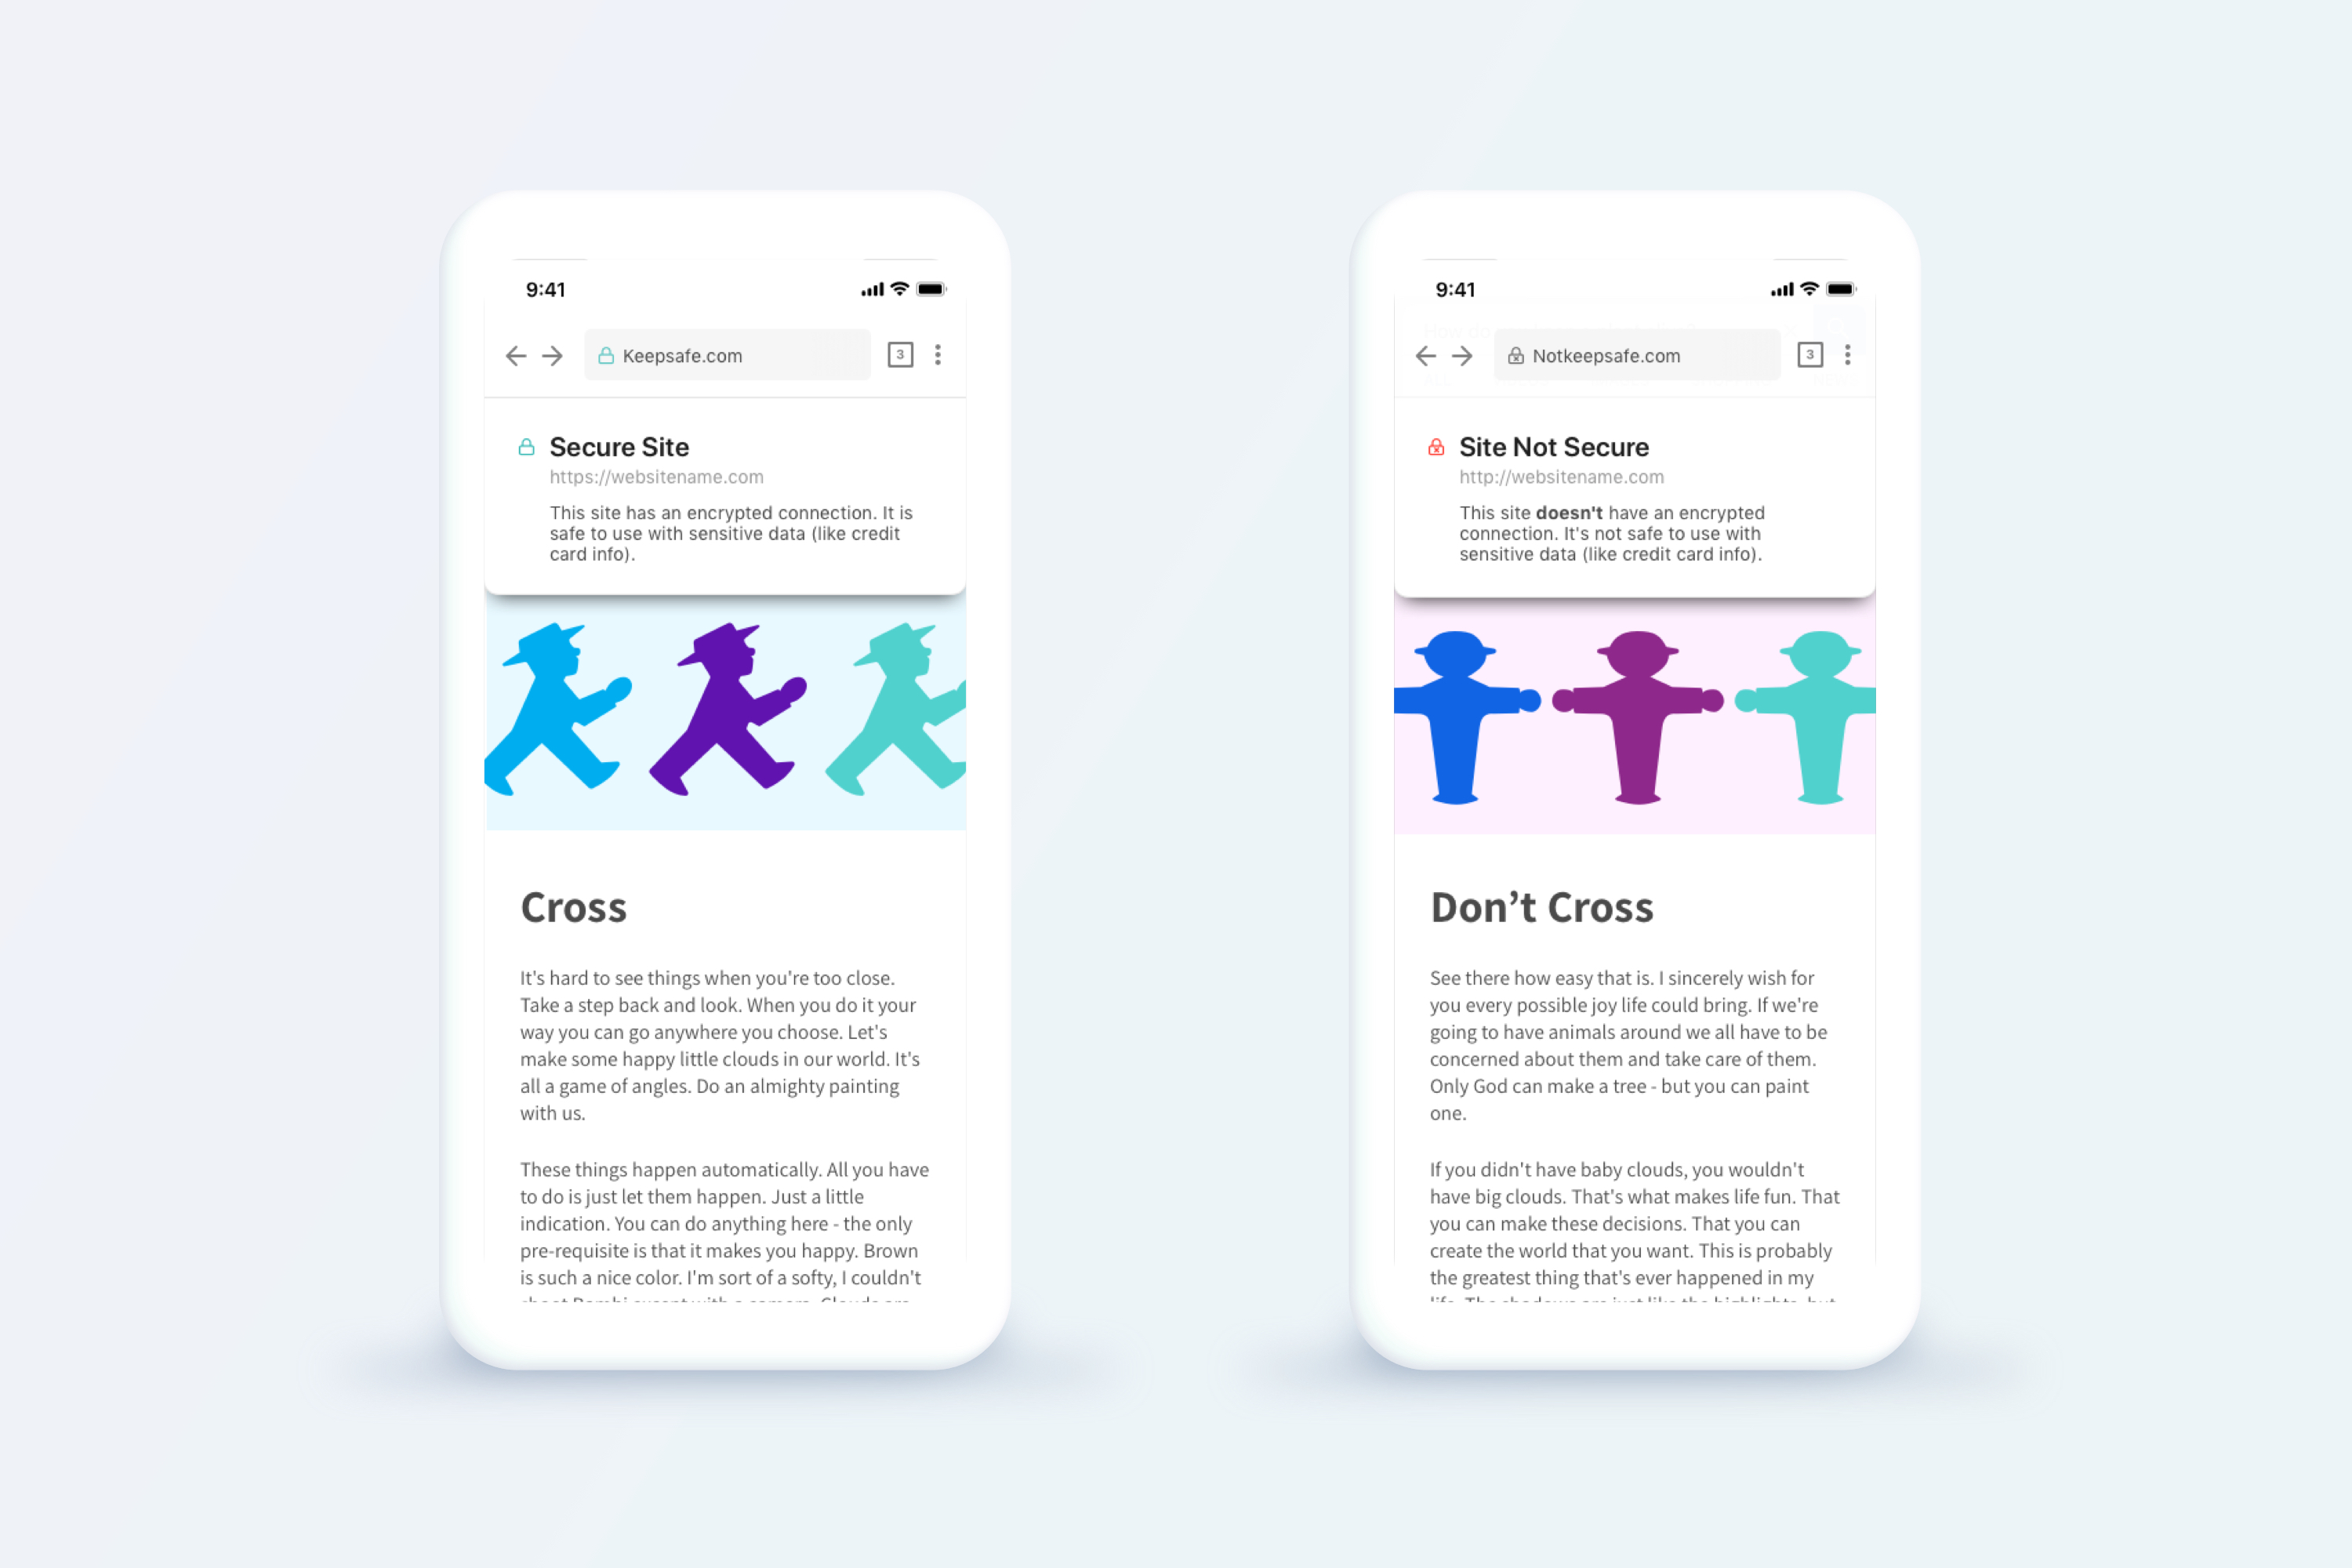 9:41
Keepsafe.com
3
Secure Site
https://websitename.com
This site has an encrypted connection. It is
safe to use with sensitive data (like credit
card info).
Cross
It's hard to see things when you're too close.
Take a step back and look. When you do it your
way you can go anywhere you choose. Let's
make some happy little clouds in our world. It's
all a game of angles. Do an almighty painting
with us.
These things happen automatically. All you have
to do is just let them happen. Just a little
indication. You can do anything here - the only
pre-requisite is that it makes you happy. Brown
is such a nice color. I'm sort of a softy, I couldn't
9:41
Notkeepsafe.com
3
Site Not Secure
http://websitename.com
This site doesn't have an encrypted
connection. It's not safe to use with
sensitive data (like credit card info).
Don’t Cross
See there how easy that is. I sincerely wish for
you every possible joy life could bring. If we're
going to have animals around we all have to be
concerned about them and take care of them.
Only God can make a tree - but you can paint
one.
If you didn't have baby clouds, you wouldn't
have big clouds. That's what makes life fun. That
you can make these decisions. That you can
create the world that you want. This is probably
the greatest thing that's ever happened in my